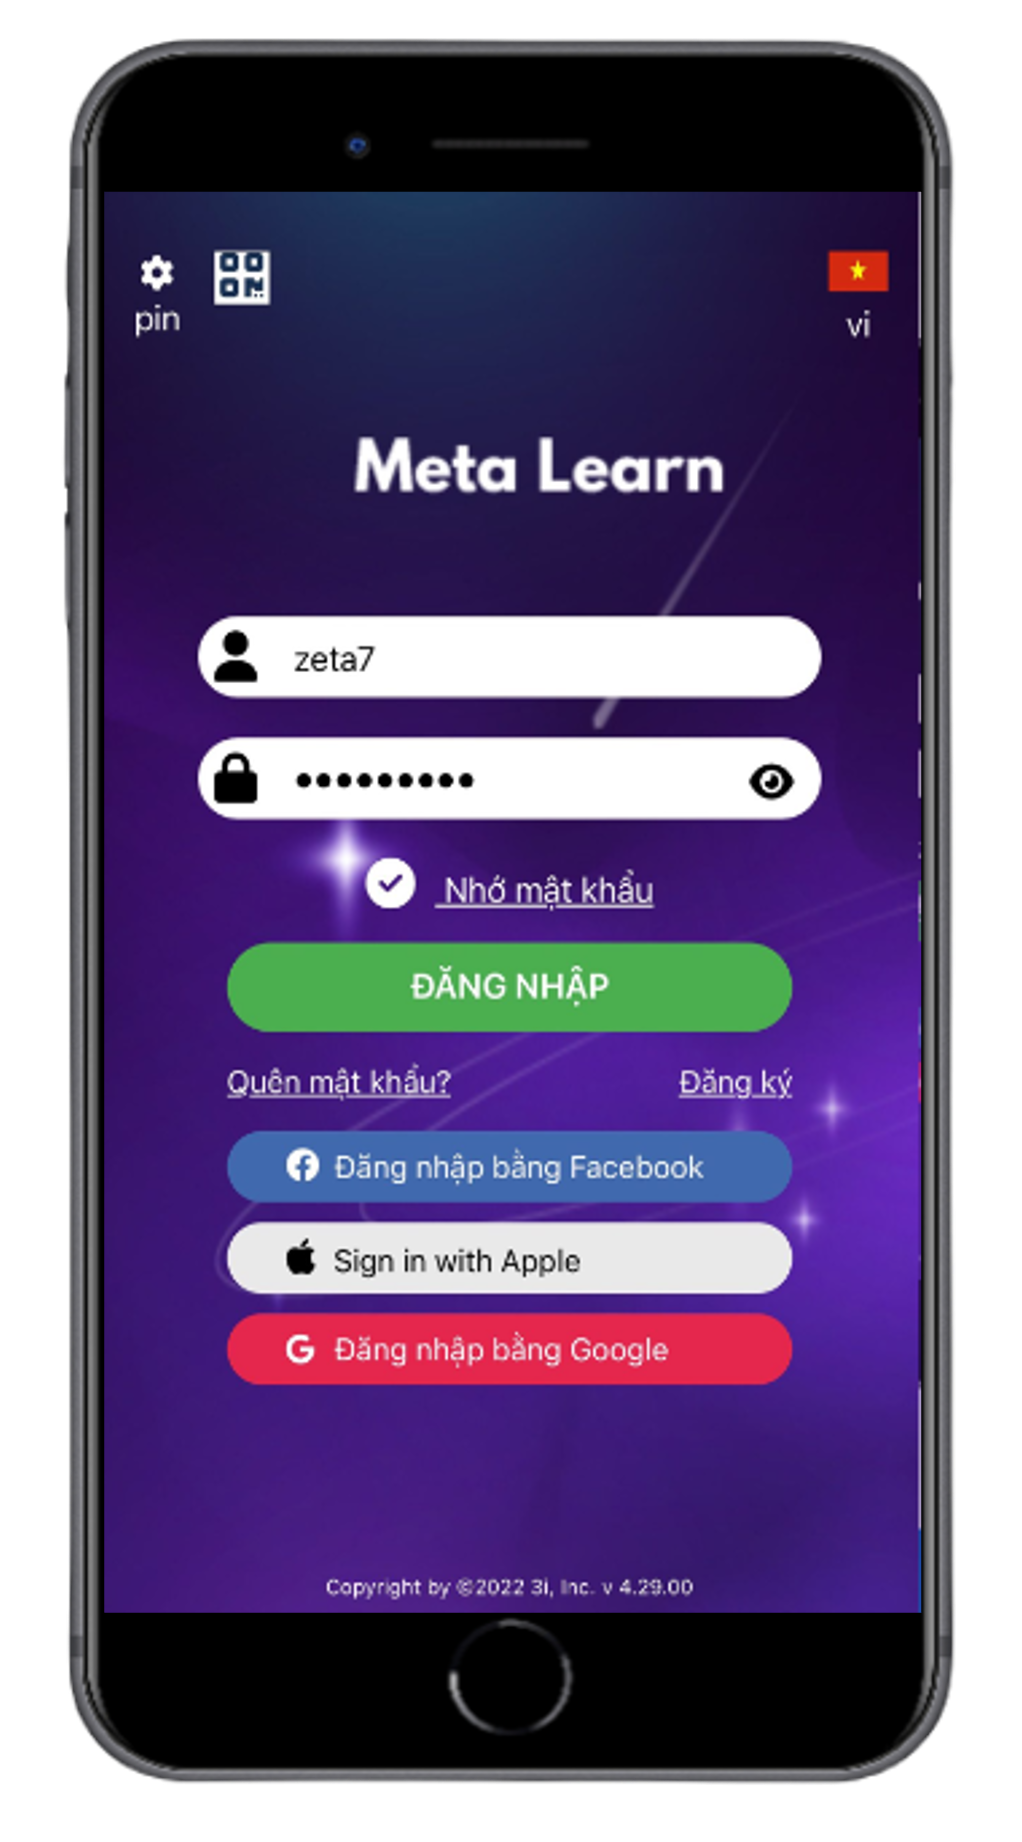 pin
vi
Meta Learn
zeta7
Nhớ mật khẩu
ĐĂNG NHẬP
Quên mật khẩu? Đăng ký
Đăng nhập bằng Facebook
Sign in with Apple
Đăng nhập bằng Google
Copyright by ©2022 3i, Inc. v 4.29.00